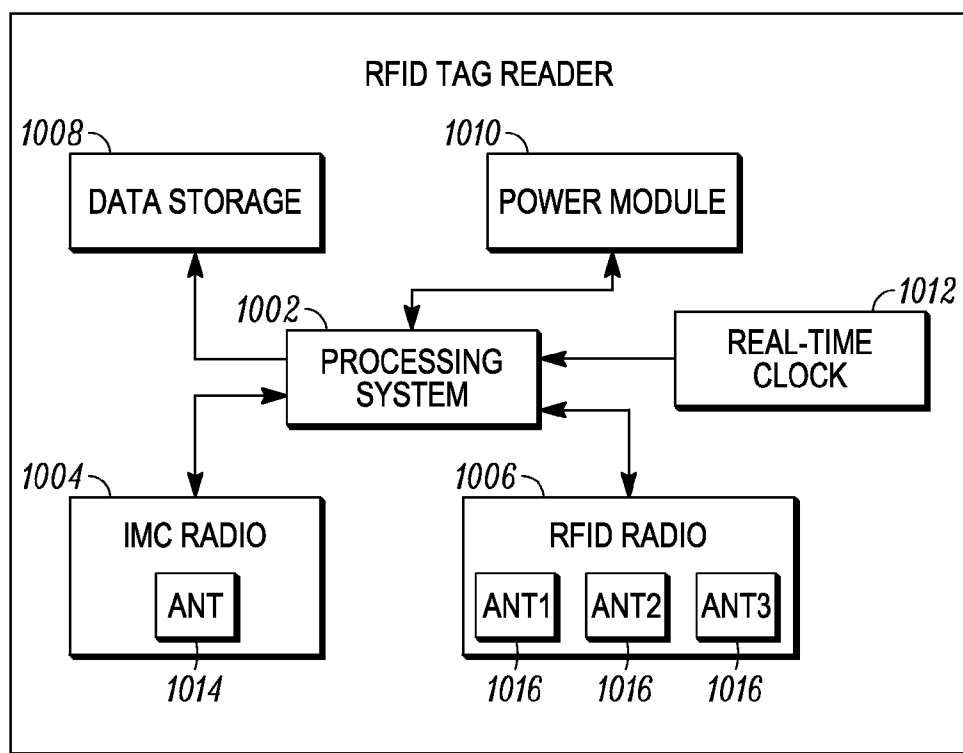 RFID TAG READER
1008
DATA STORAGE
1010
POWER MODULE
1002
PROCESSING
SYSTEM
1012
REAL-TIME
CLOCK
1004
IMC RADIO
ANT
1014
1006
RFID RADIO
ANT1
ANT2
ANT3
1016
1016
1016